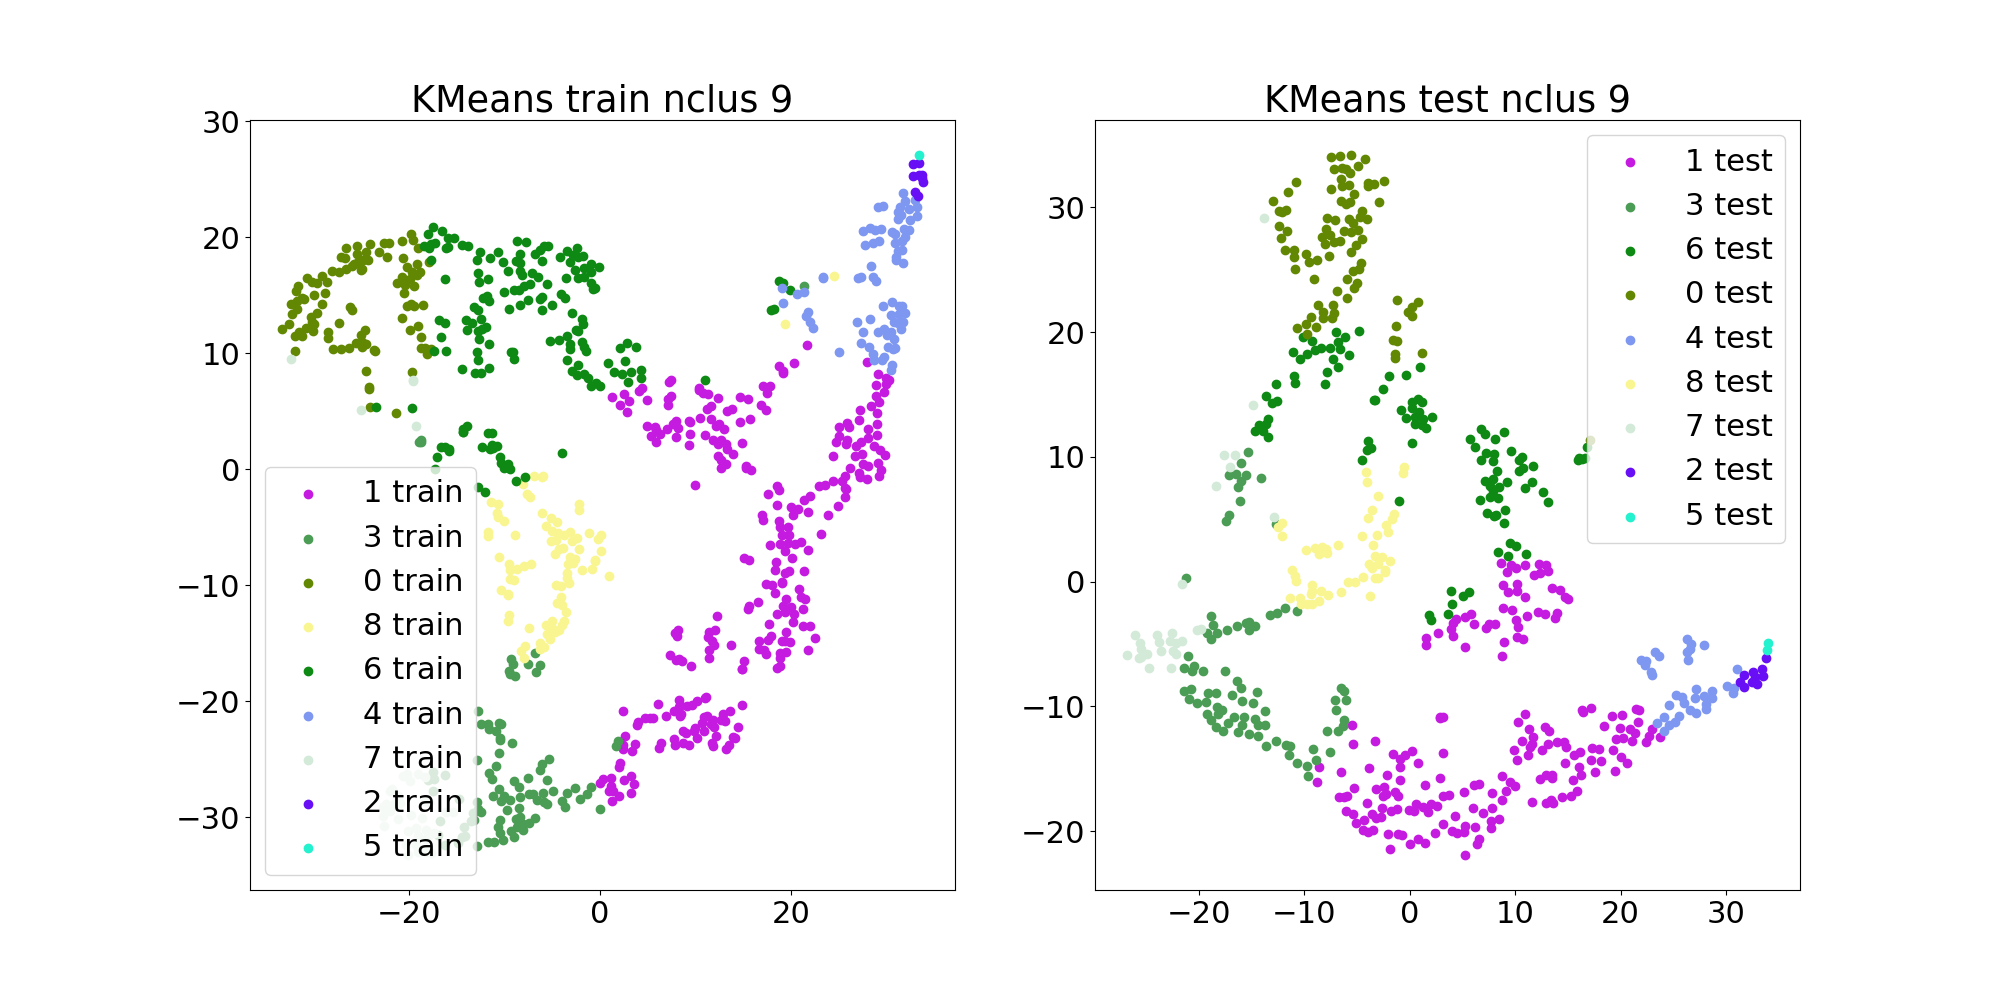 KMeans train nclus 9
30
20
10
0
−10
−20
−30
−20
0
20
1 train
3 train
0 train
8 train
6 train
4 train
7 train
2 train
5 train
KMeans test nclus 9
30
20
10
0
−10
−20
−20
−10
0
10
20
30
1 test
3 test
6 test
0 test
4 test
8 test
7 test
2 test
5 test